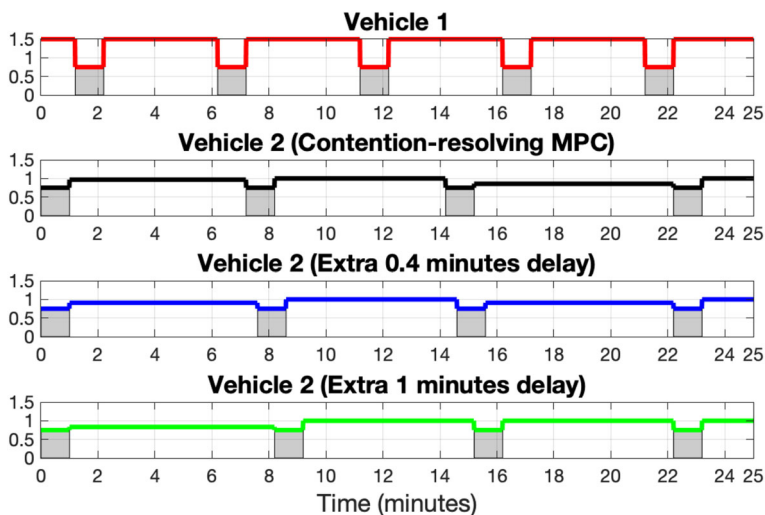 Vehicle 1
1.5
1
0.5
0
0 2 4 6 8 10 12 14 16 18 20 22 24 25
Vehicle 2 (Contention-resolving MPC)
1.5
1
0.5
0
0 2 4 6 8 10 12 14 16 18 20 22 24 25
Vehicle 2 (Extra 0.4 minutes delay)
1.5
1
0.5
0
0 2 4 6 8 10 12 14 16 18 20 22 24 25
Vehicle 2 (Extra 1 minutes delay)
1.5
1
0.5
0
0 2 4 6 8 10 12 14 16 18 20 22 24 25
Time (minutes)